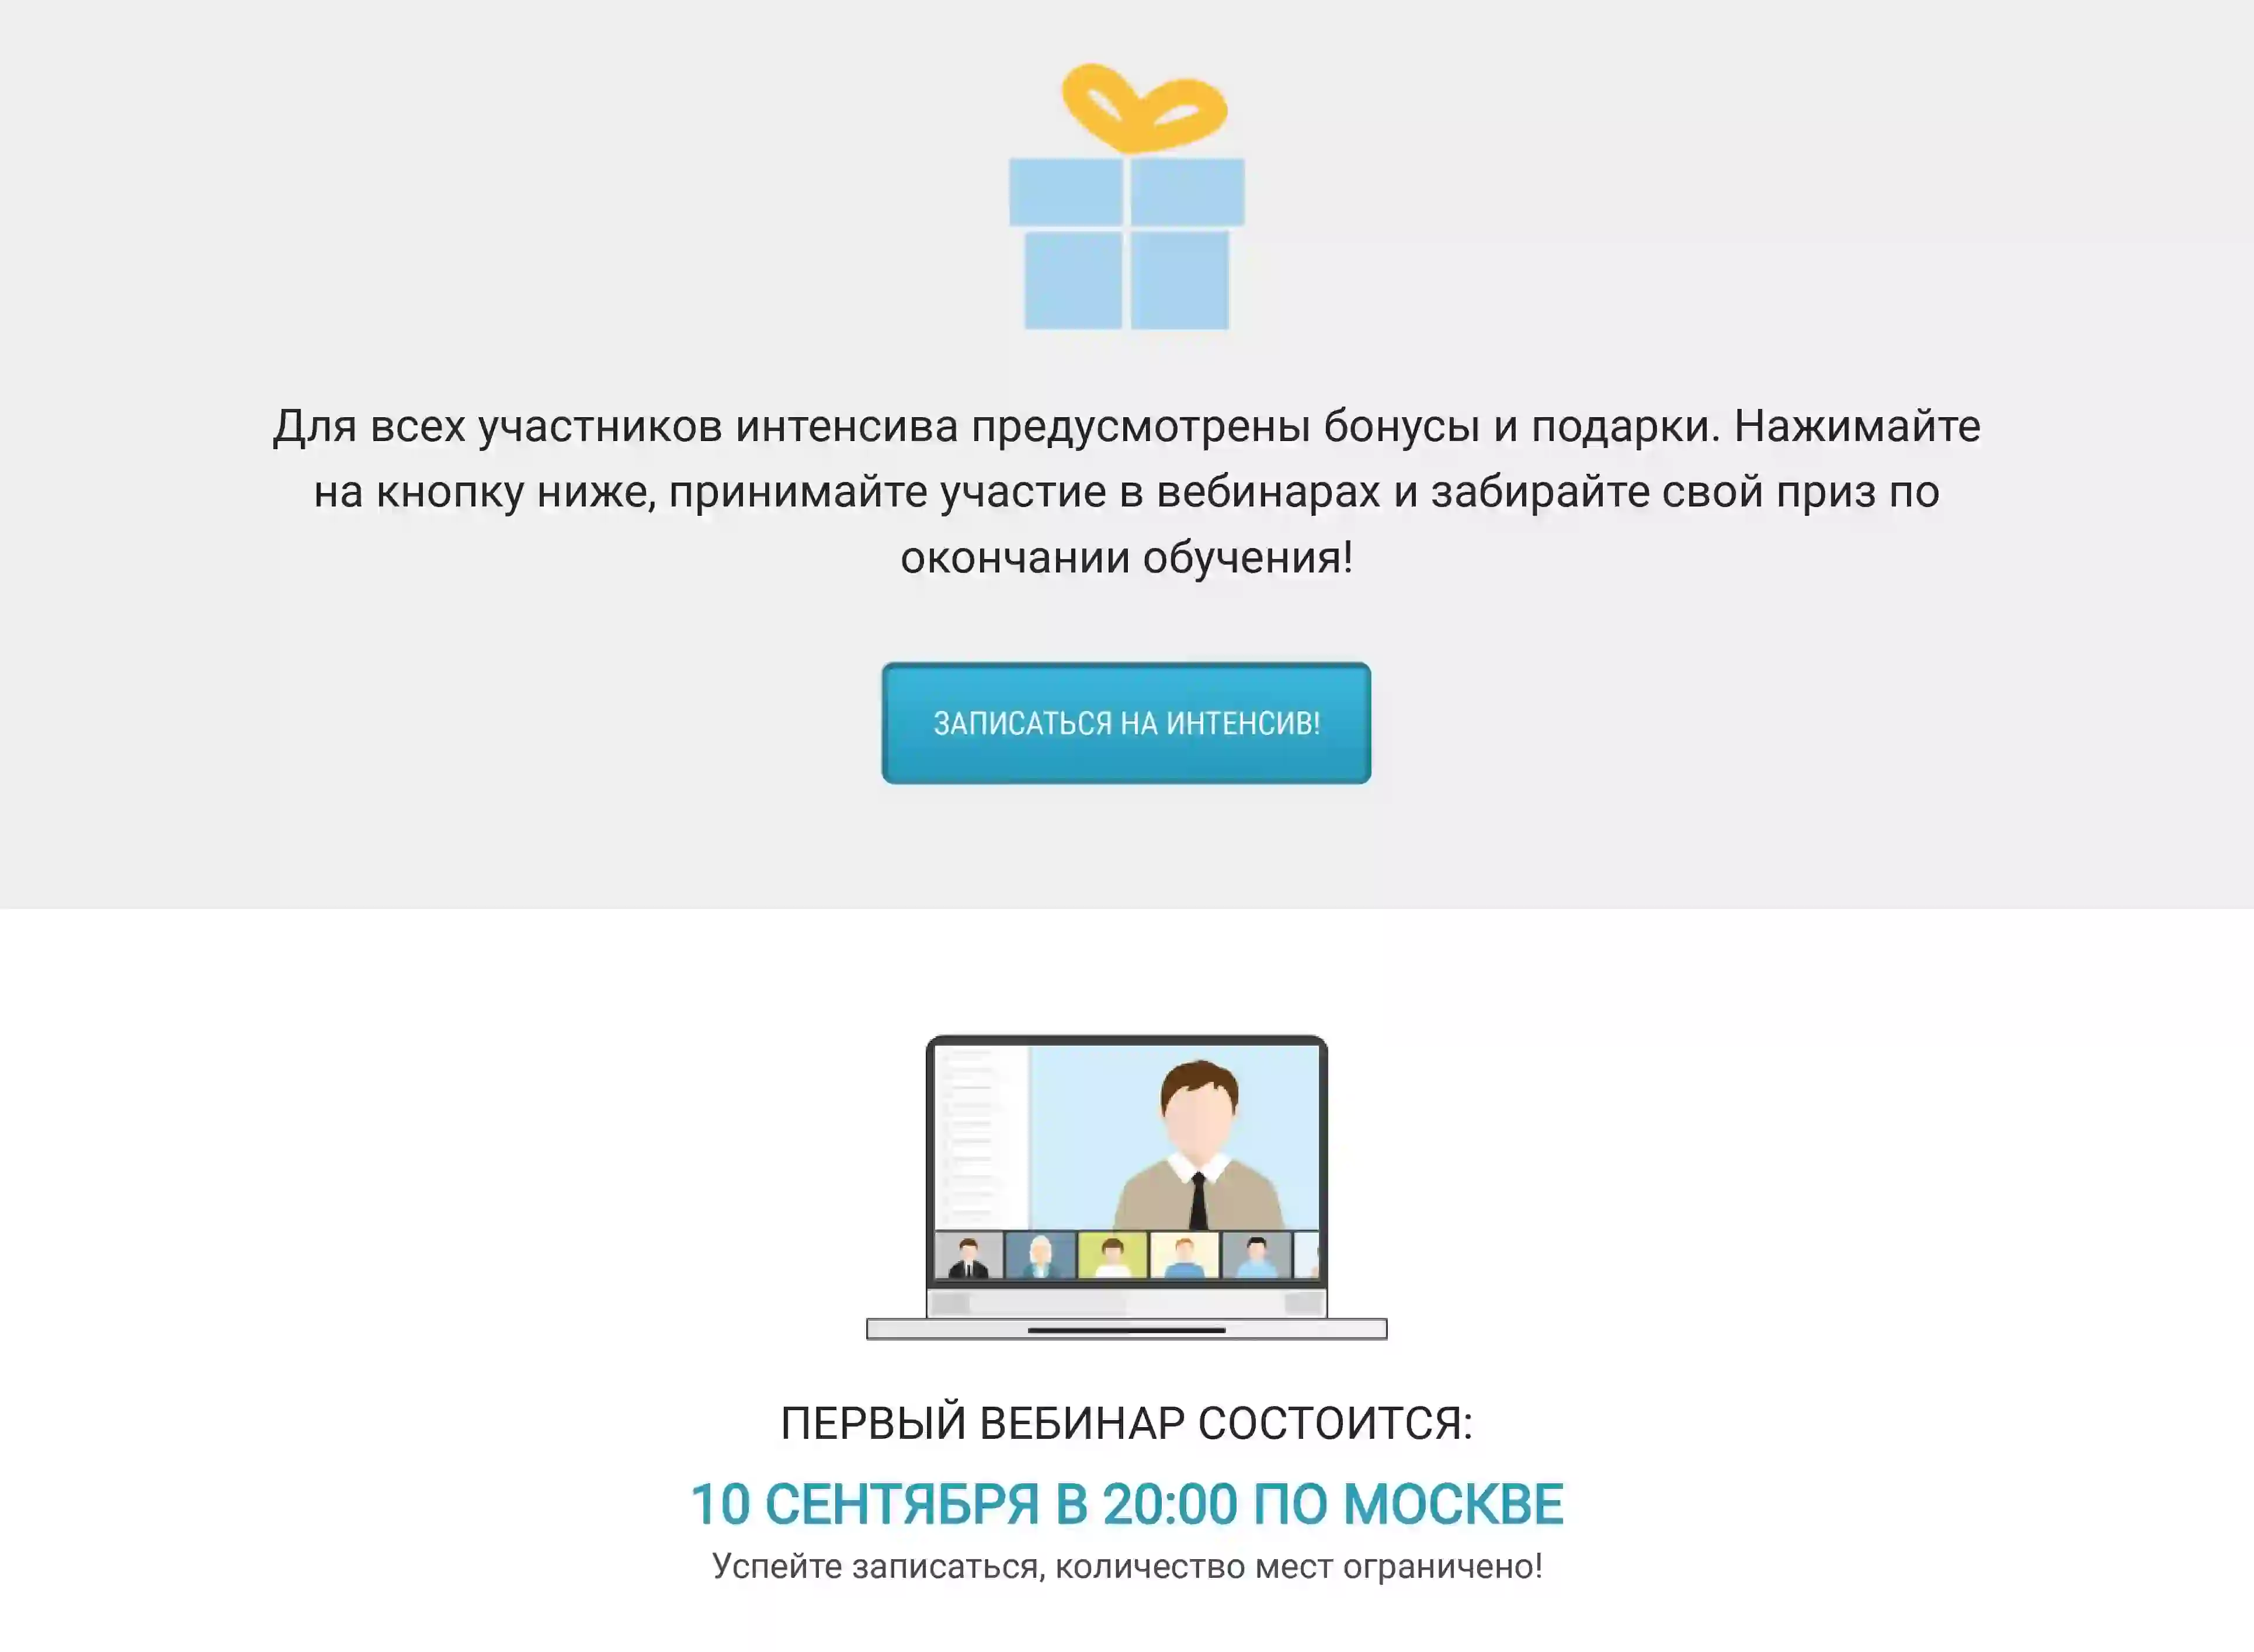 Для всех участников интенсива предусмотрены бонусы и подарки. Нажимайте
на кнопку ниже, принимайте участие в вебинарах и забирайте свой приз по
окончании обучения!
ЗАПИСАТЬСЯ НА ИНТЕНСИВ!
ПЕРВЫЙ ВЕБИНАР СОСТОИТСЯ:
10 СЕНТЯБРЯ В 20:00 ПО МОСКВЕ
Успейте записаться, количество мест ограничено!